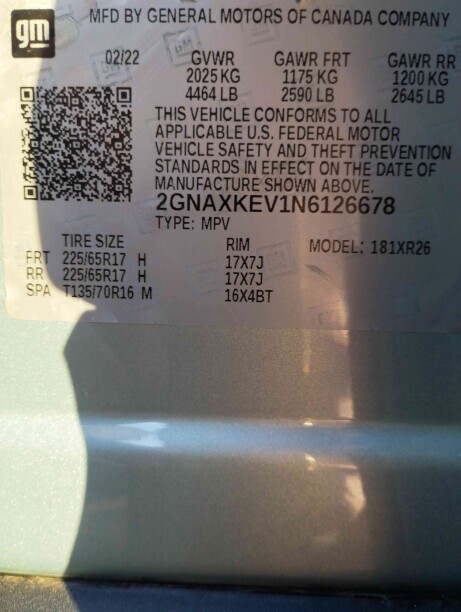 gm
MFD BY GENERAL MOTORS OF CANADA COMPANY
02/22 GVWR GAWR FRT GAWR RR
2025 KG 1175 KG 1200 KG
4464 LB 2590 LB 2645 LB
THIS VEHICLE CONFORMS TO ALL
APPLICABLE U.S. FEDERAL MOTOR
VEHICLE SAFETY AND THEFT PREVENTION
STANDARDS IN EFFECT ON THE DATE OF
MANUFACTURE SHOWN ABOVE.
2GNAXKEV1N6126678
TYPE: MPV
TIRE SIZE RIM MODEL: 181XR26
FRT 225/65R17 H 17X7J
RR 225/65R17 H 17X7J
SPA T135/70R16 M 16X4BT